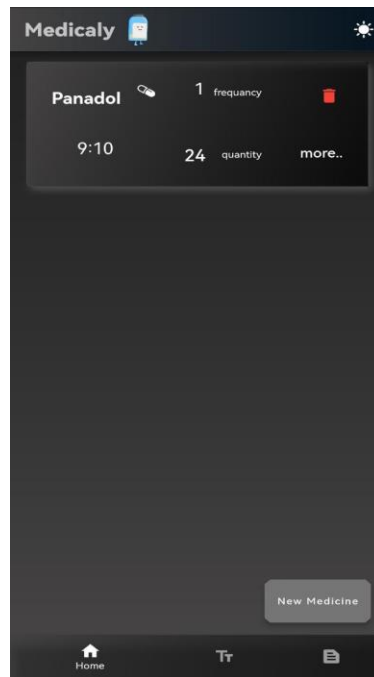 Medicaly
Panadol 1 frequancy
9:10 24 quantity more..
New Medicine
Home Tт